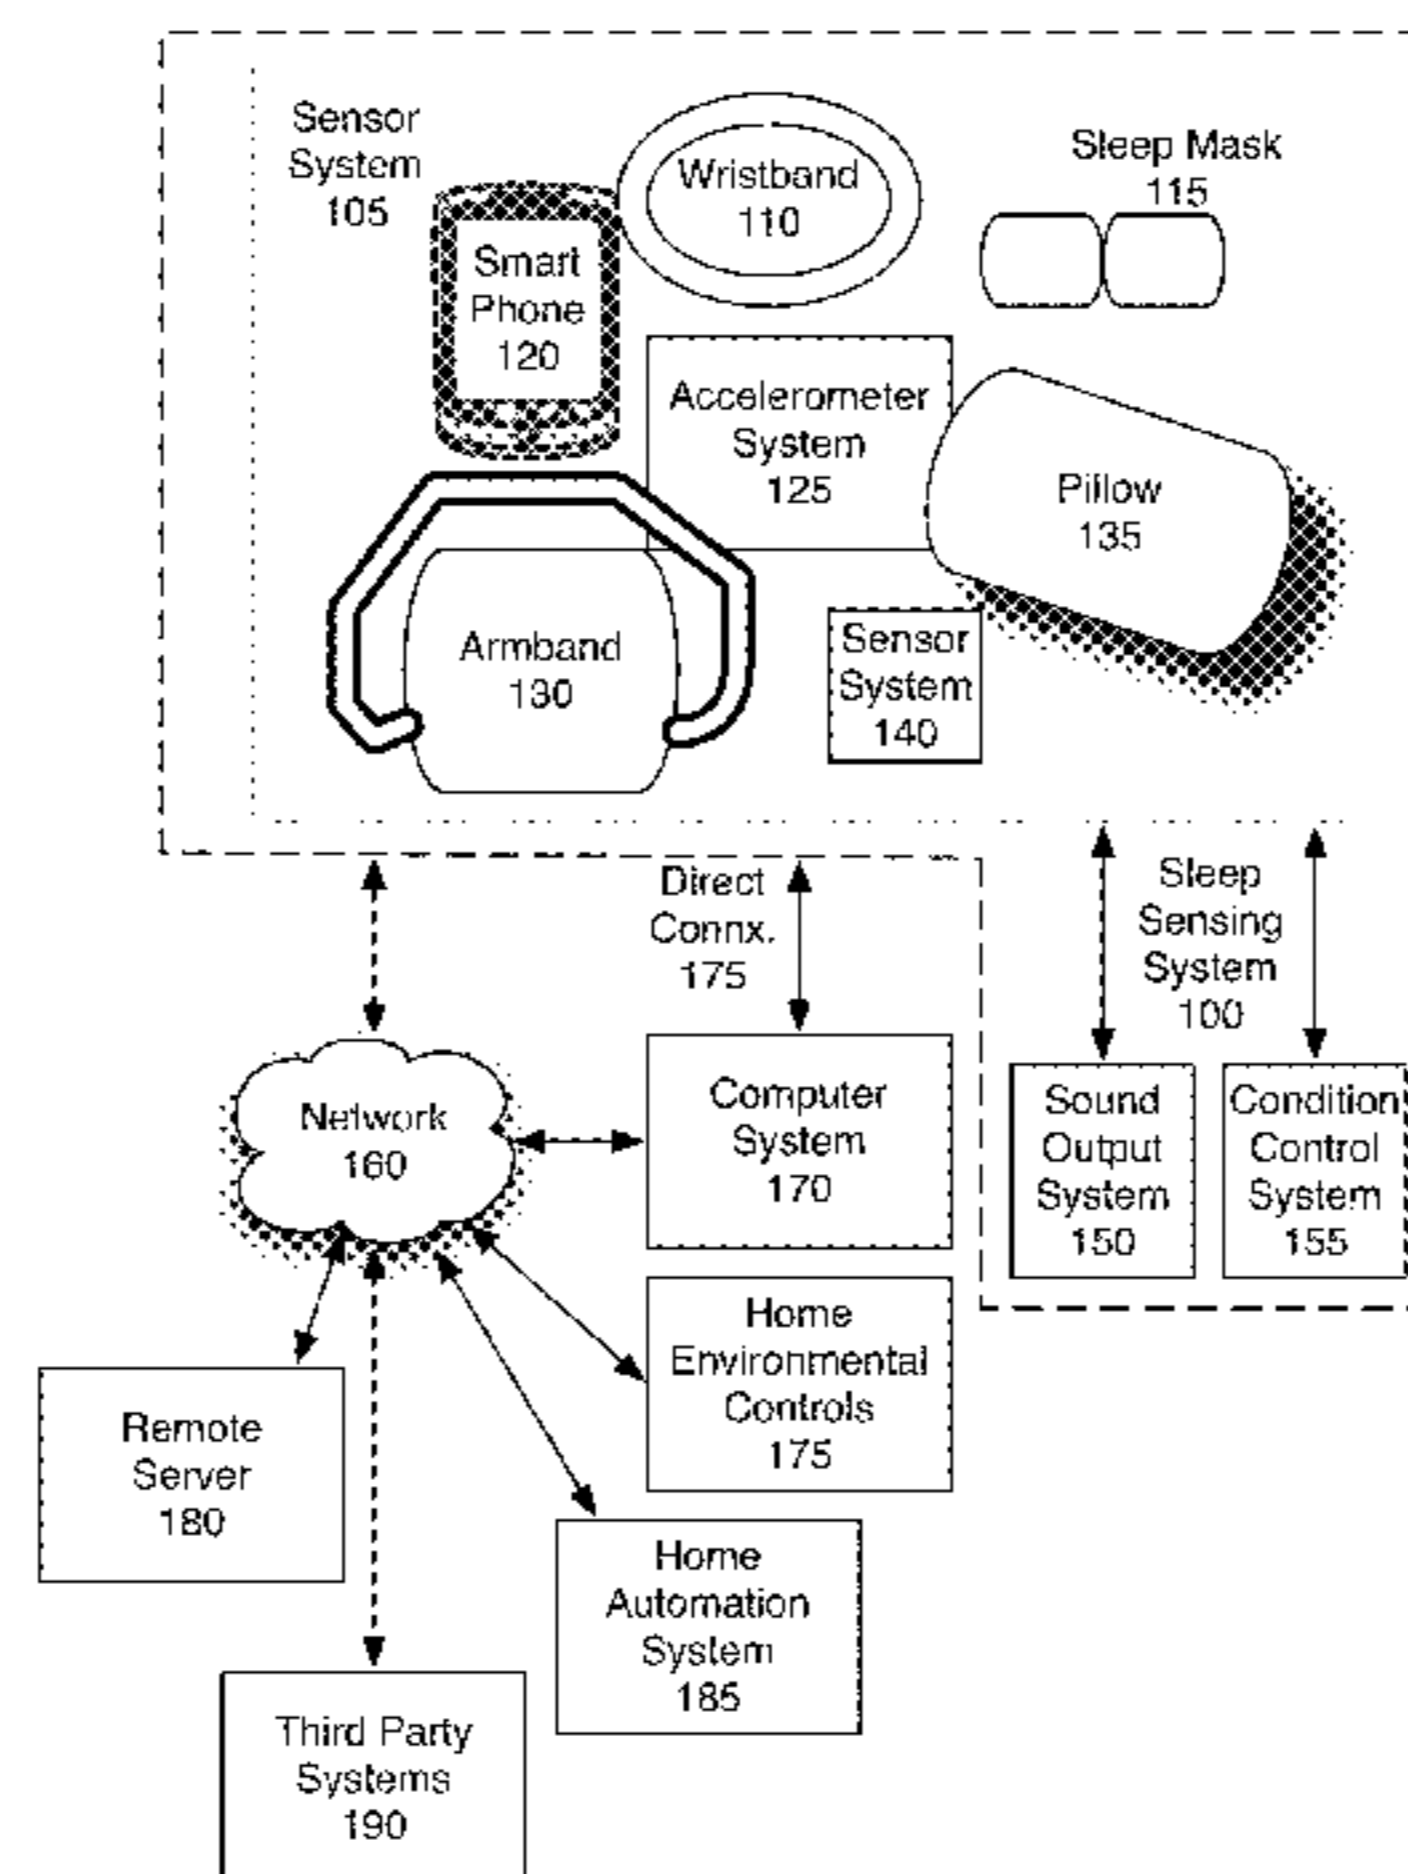 Sensor
System
105
Wristband
110
Sleep Mask
115
Smart
Phone
120
Accelerometer
System
125
Pillow
135
Armband
130
Sensor
System
140
Direct
Connx.
175
Sleep
Sensing
System
100
Network
160
Computer
System
170
Sound
Output
System
150
Condition
Control
System
155
Home
Environmental
Controls
175
Remote
Server
180
Home
Automation
System
185
Third Party
Systems
190